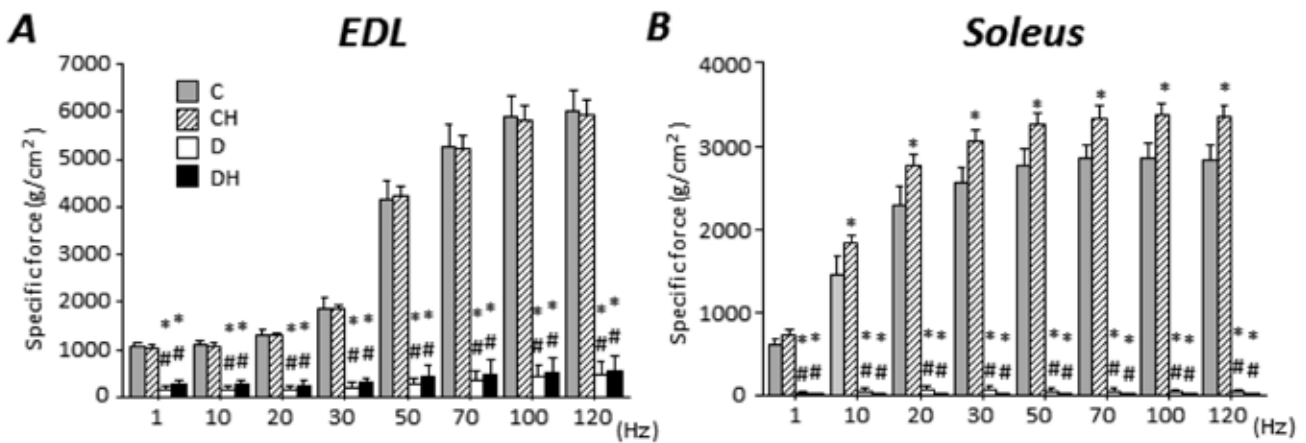 A EDL
7000
6000
5000
4000
3000
2000
1000
0
Specific force (g/cm²)
C
CH
D
DH
** ** ** ** ** ** ** **
## ## ## ## ## ## ## ##
1 10 20 30 50 70 100 120 (Hz)
B Soleus
4000
3000
2000
1000
0
Specific force (g/cm²)
* * * * * * *
** ** ** ** ** ** ** **
## ## ## ## ## ## ## ##
1 10 20 30 50 70 100 120 (Hz)